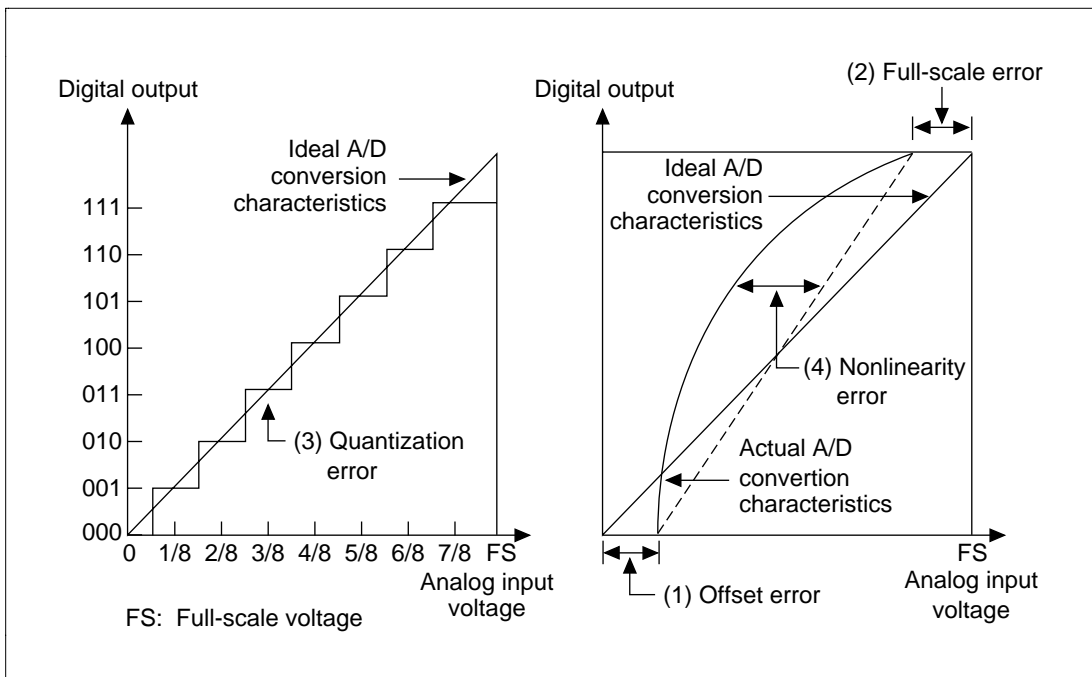 Digital output
Ideal A/D
conversion
characteristics
111
110
101
100
011
010
001
000
(3) Quantization
error
0 1/8 2/8 3/8 4/8 5/8 6/8 7/8 FS
Analog input
voltage
FS: Full-scale voltage
Digital output
(2) Full-scale error
Ideal A/D
conversion
characteristics
(4) Nonlinearity
error
Actual A/D
convertion
characteristics
FS
Analog input
voltage
(1) Offset error